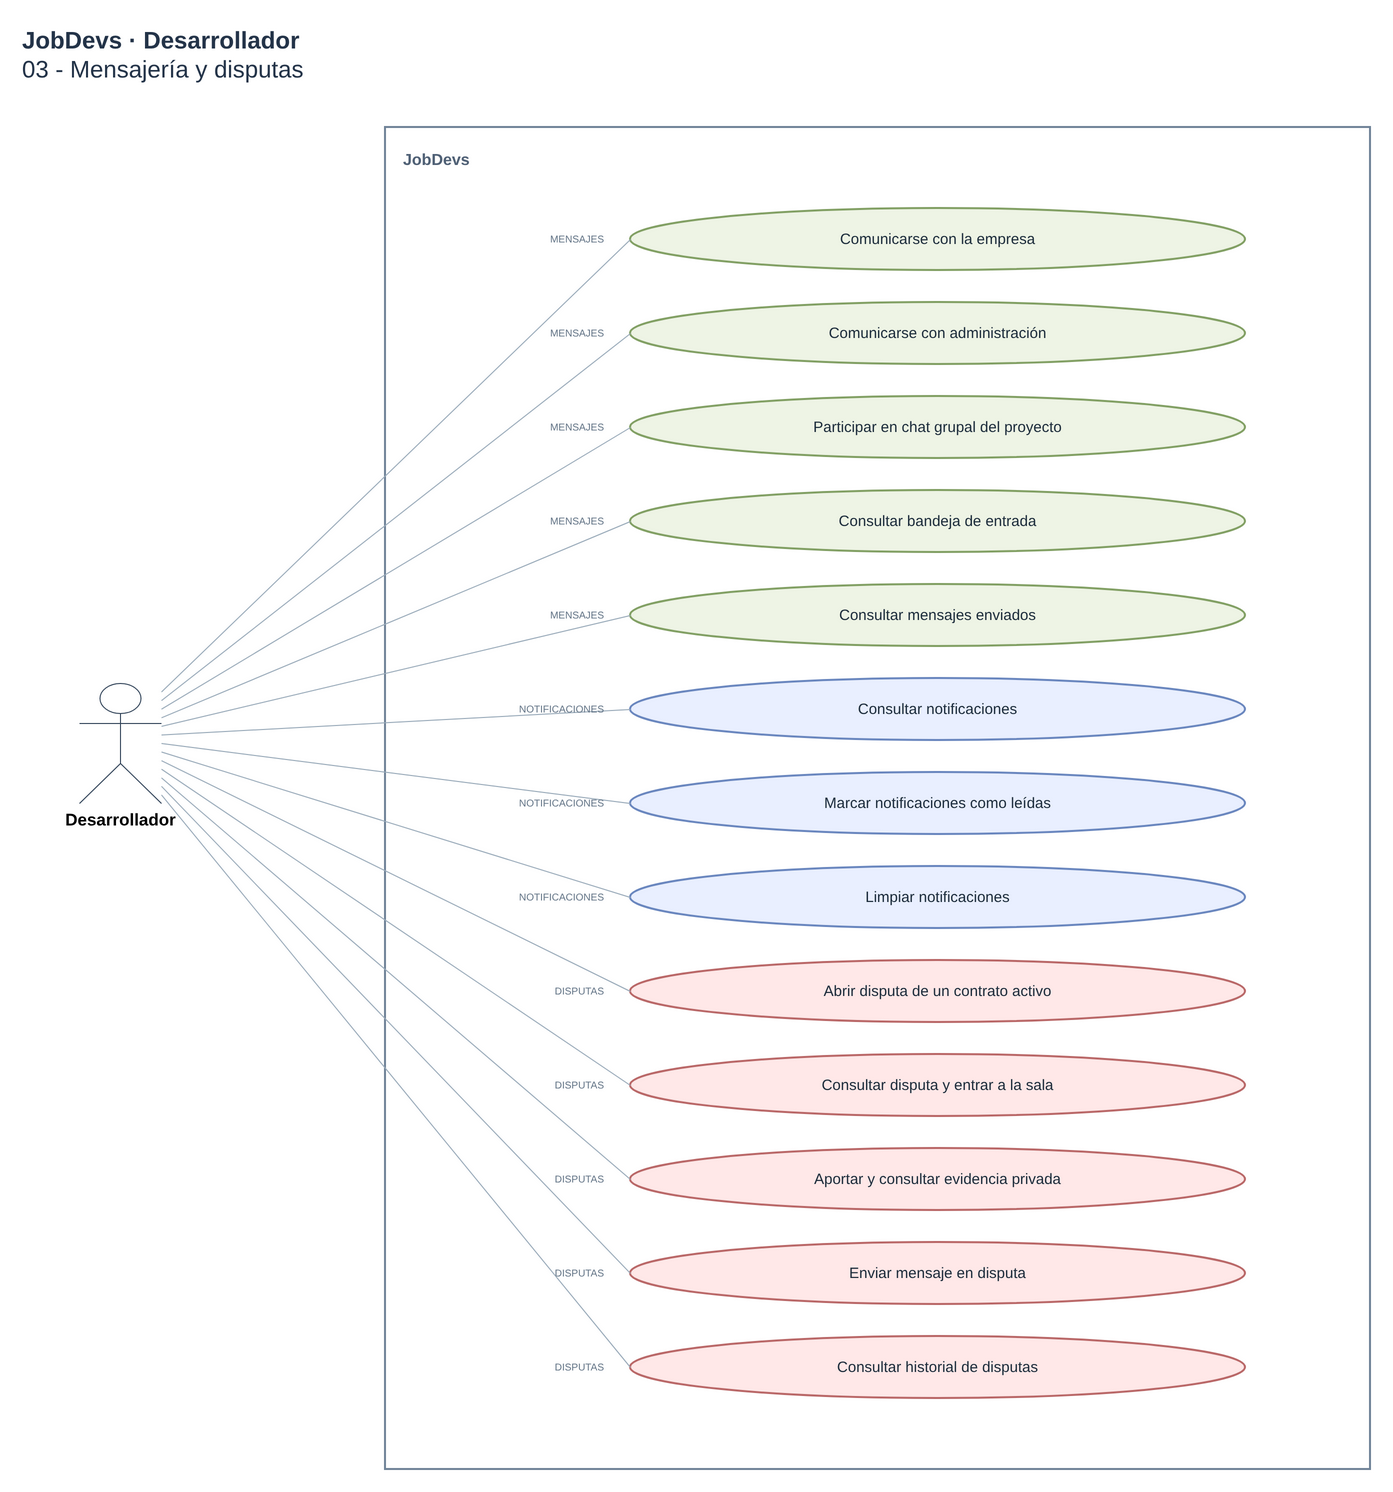 JobDevs · Desarrollador
03 - Mensajería y disputas
JobDevs
MENSAJES
Comunicarse con la empresa
MENSAJES
Comunicarse con administración
MENSAJES
Participar en chat grupal del proyecto
MENSAJES
Consultar bandeja de entrada
MENSAJES
Consultar mensajes enviados
NOTIFICACIONES
Consultar notificaciones
NOTIFICACIONES
Marcar notificaciones como leídas
Desarrollador
NOTIFICACIONES
Limpiar notificaciones
DISPUTAS
Abrir disputa de un contrato activo
DISPUTAS
Consultar disputa y entrar a la sala
DISPUTAS
Aportar y consultar evidencia privada
DISPUTAS
Enviar mensaje en disputa
DISPUTAS
Consultar historial de disputas